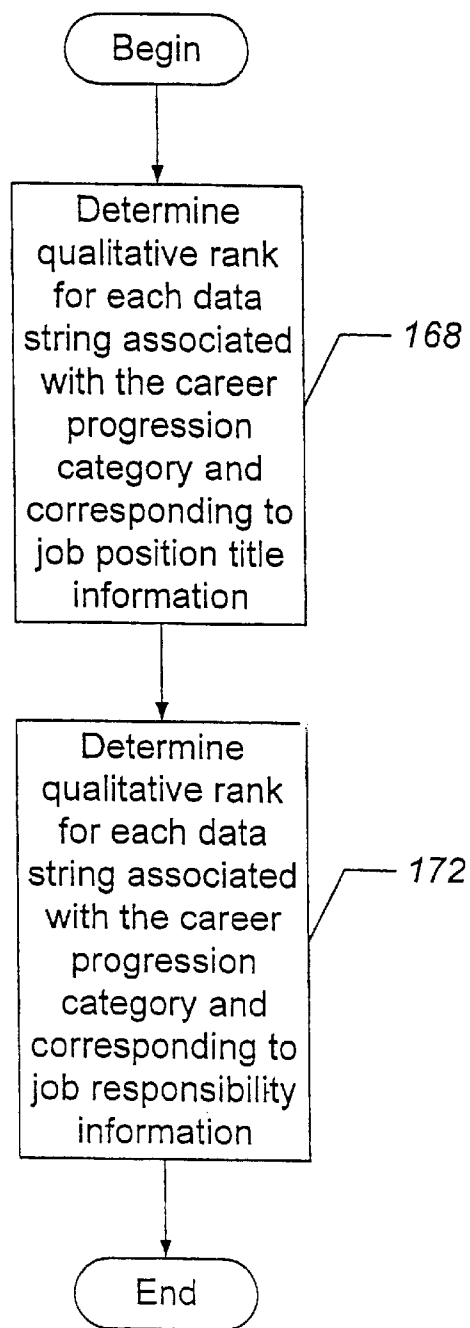 Begin
Determine
qualitative rank
for each data
string associated
with the career
progression
category and
corresponding to
job position title
information
168
Determine
qualitative rank
for each data
string associated
with the career
progression
category and
corresponding to
job responsibility
information
172
End